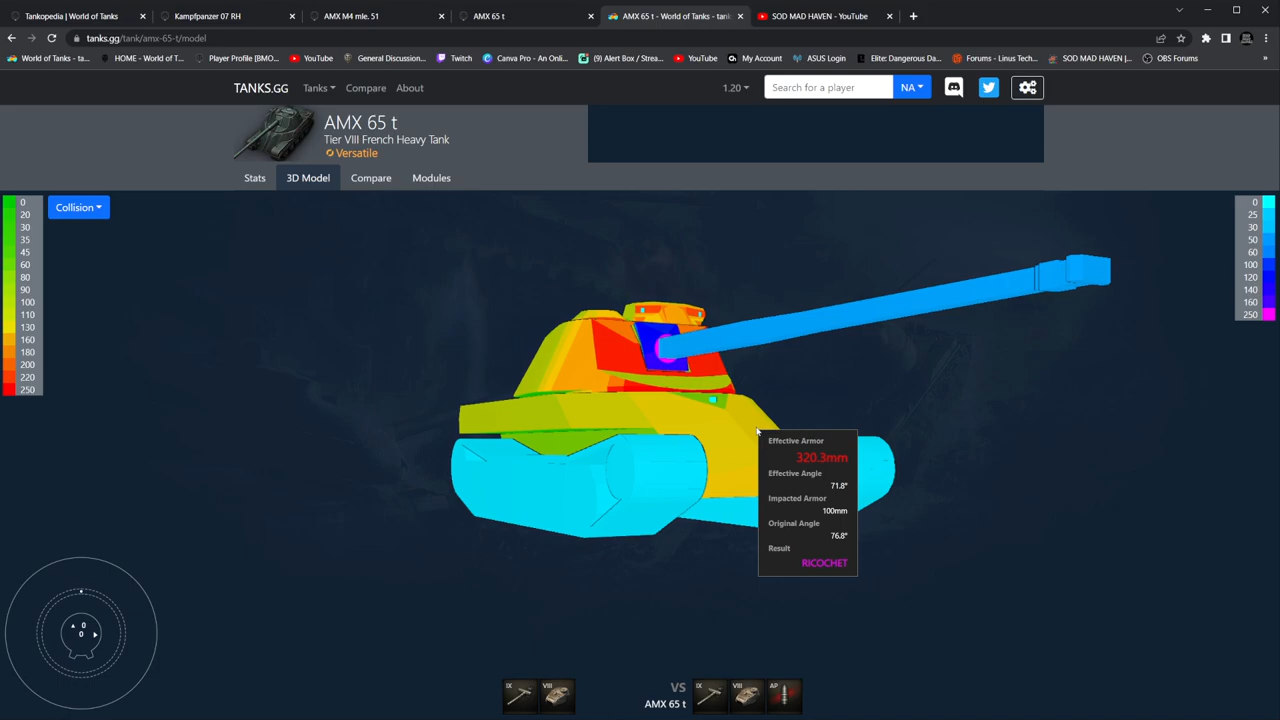 Tankopedia | World of Tanks
Kampfpanzer 07 RH
AMX M4 mle. 51
AMX 65 t
AMX 65 t - World of Tanks - tank
SOD MAD HAVEN - YouTube
tanks.gg/tank/amx-65-t/model
World of Tanks - ta...
HOME - World of T...
Player Profile [BMO...
YouTube
General Discussion...
Twitch
Canva Pro - An Onli...
(9) Alert Box / Strea...
YouTube
My Account
ASUS Login
Elite: Dangerous Da...
Forums - Linus Tech...
SOD MAD HAVEN |...
OBS Forums
»
TANKS.GG
Tanks
Compare
About
1.20
Search for a player
NA
AMX 65 t
Tier VIII French Heavy Tank
Versatile
Stats
3D Model
Compare
Modules
Collision
0
20
30
35
45
60
80
90
100
110
130
160
180
200
220
250
0
25
30
50
60
100
120
140
160
250
Effective Armor
320.3mm
Effective Angle
71.8°
Impacted Armor
100mm
Original Angle
76.8°
Result
RICOCHET
0
0
IX
VIII
VS
AMX 65 t
IX
VIII
AP